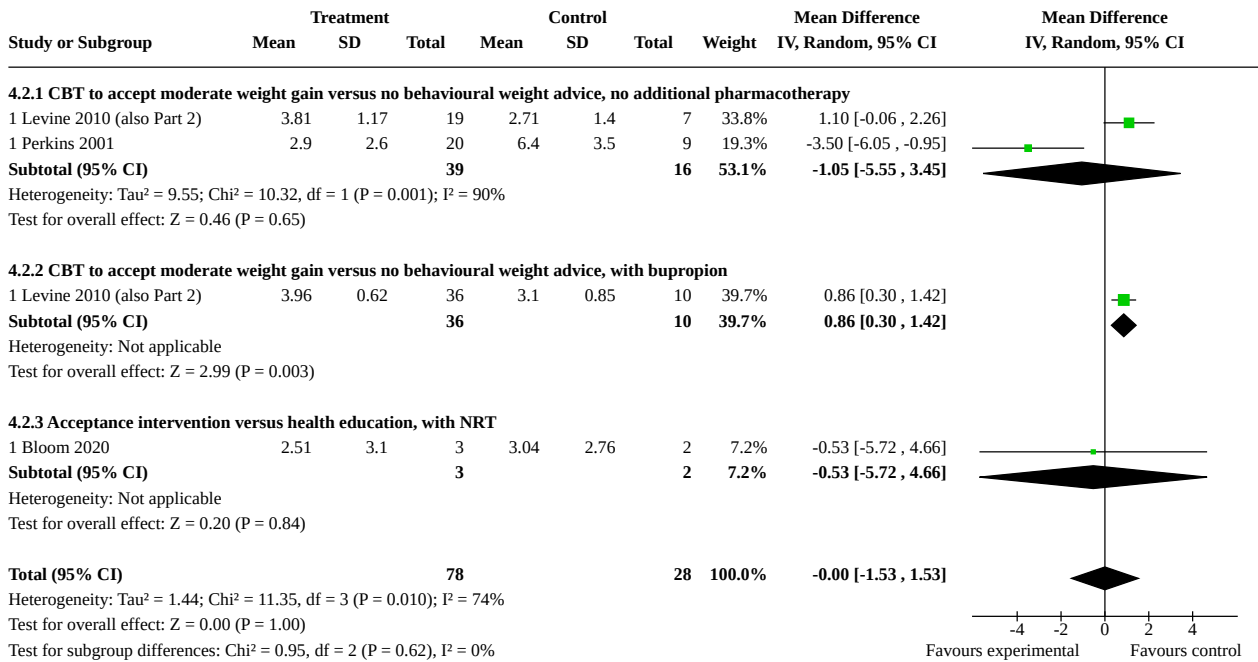 Treatment Control Mean Difference Mean Difference
Study or Subgroup Mean SD Total Mean SD Total Weight IV, Random, 95% CI IV, Random, 95% CI
4.2.1 CBT to accept moderate weight gain versus no behavioural weight advice, no additional pharmacotherapy
1 Levine 2010 (also Part 2) 3.81 1.17 19 2.71 1.4 7 33.8% 1.10 [-0.06 , 2.26]
1 Perkins 2001 2.9 2.6 20 6.4 3.5 9 19.3% -3.50 [-6.05 , -0.95]
Subtotal (95% CI) 39 16 53.1% -1.05 [-5.55 , 3.45]
Heterogeneity: Tau² = 9.55; Chi² = 10.32, df = 1 (P = 0.001); I² = 90%
Test for overall effect: Z = 0.46 (P = 0.65)
4.2.2 CBT to accept moderate weight gain versus no behavioural weight advice, with bupropion
1 Levine 2010 (also Part 2) 3.96 0.62 36 3.1 0.85 10 39.7% 0.86 [0.30 , 1.42]
Subtotal (95% CI) 36 10 39.7% 0.86 [0.30 , 1.42]
Heterogeneity: Not applicable
Test for overall effect: Z = 2.99 (P = 0.003)
4.2.3 Acceptance intervention versus health education, with NRT
1 Bloom 2020 2.51 3.1 3 3.04 2.76 2 7.2% -0.53 [-5.72 , 4.66]
Subtotal (95% CI) 3 2 7.2% -0.53 [-5.72 , 4.66]
Heterogeneity: Not applicable
Test for overall effect: Z = 0.20 (P = 0.84)
Total (95% CI) 78 28 100.0% -0.00 [-1.53 , 1.53]
Heterogeneity: Tau² = 1.44; Chi² = 11.35, df = 3 (P = 0.010); I² = 74%
Test for overall effect: Z = 0.00 (P = 1.00)
-4 -2 0 2 4
Test for subgroup differences: Chi² = 0.95, df = 2 (P = 0.62), I² = 0%
Favours experimental Favours control